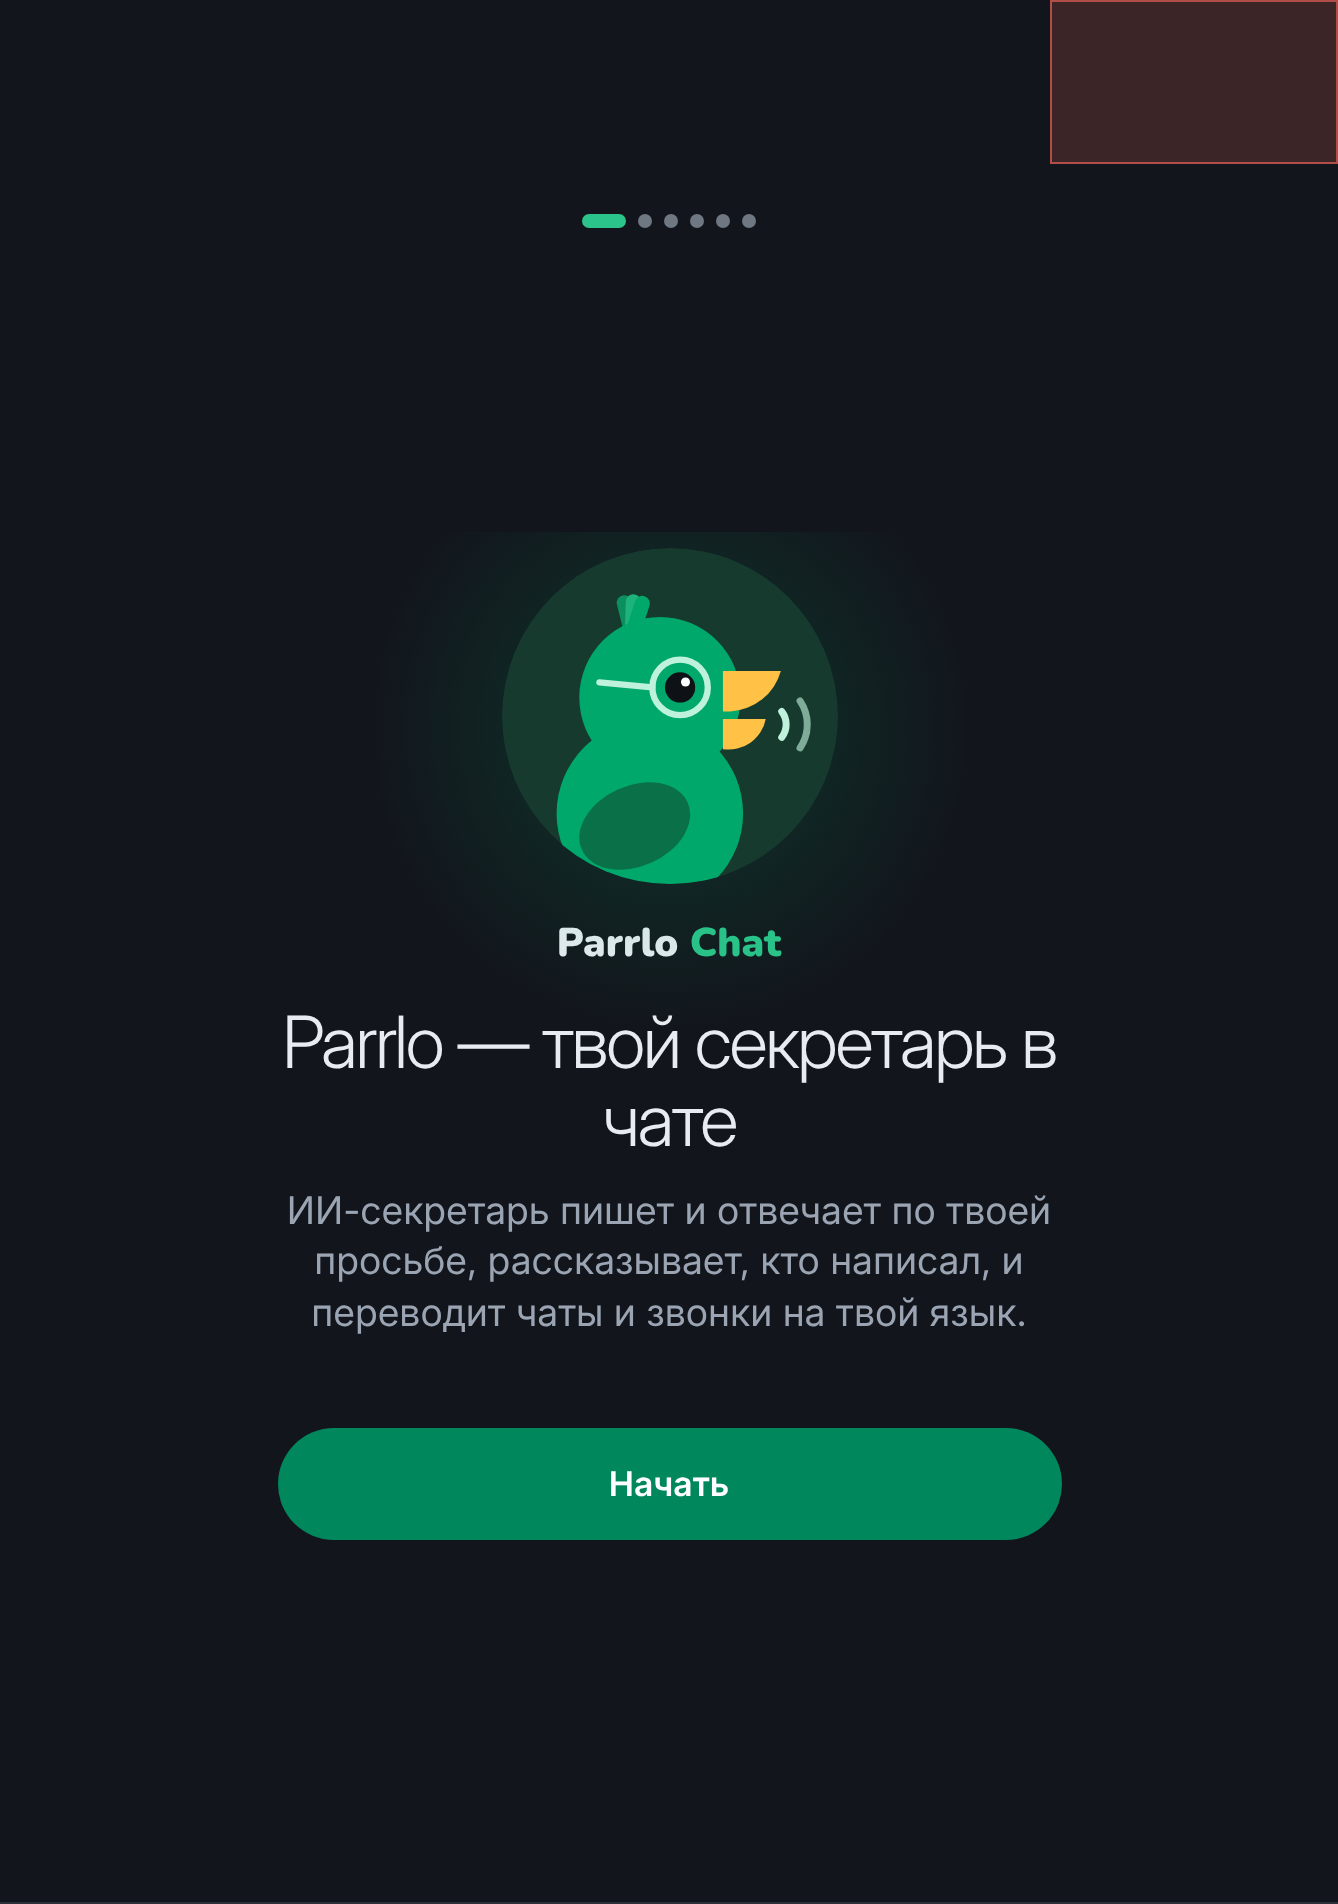 Parrlo Chat
Parrlo — твой секретарь в
чате
ИИ-секретарь пишет и отвечает по твоей
просьбе, рассказывает, кто написал, и
переводит чаты и звонки на твой язык.
Начать